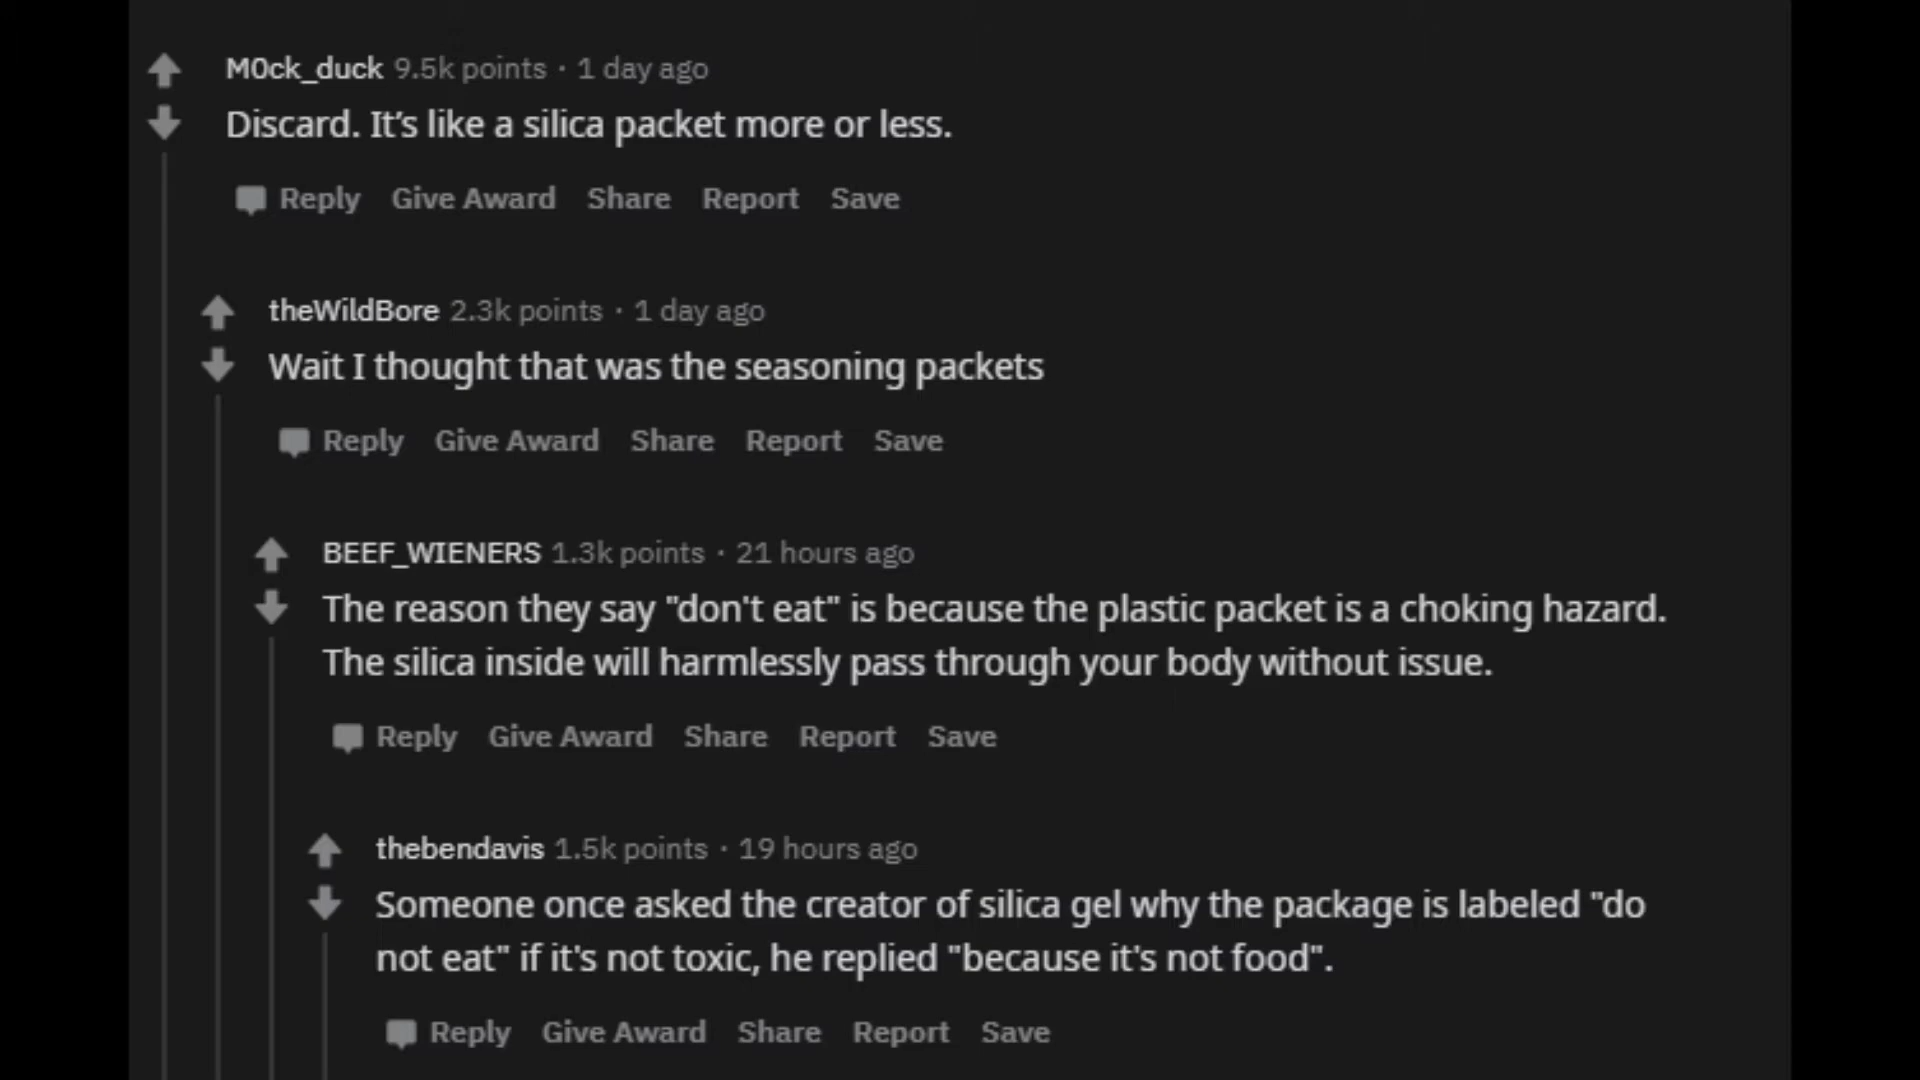 M0ck_duck 9.5k points · 1 day ago
Discard. It’s like a silica packet more or less.
Reply Give Award Share Report Save
theWildBore 2.3k points · 1 day ago
Wait I thought that was the seasoning packets
Reply Give Award Share Report Save
BEEF_WIENERS 1.3k points · 21 hours ago
The reason they say "don't eat" is because the plastic packet is a choking hazard.
The silica inside will harmlessly pass through your body without issue.
Reply Give Award Share Report Save
thebendavis 1.5k points · 19 hours ago
Someone once asked the creator of silica gel why the package is labeled "do
not eat" if it's not toxic, he replied "because it's not food".
Reply Give Award Share Report Save